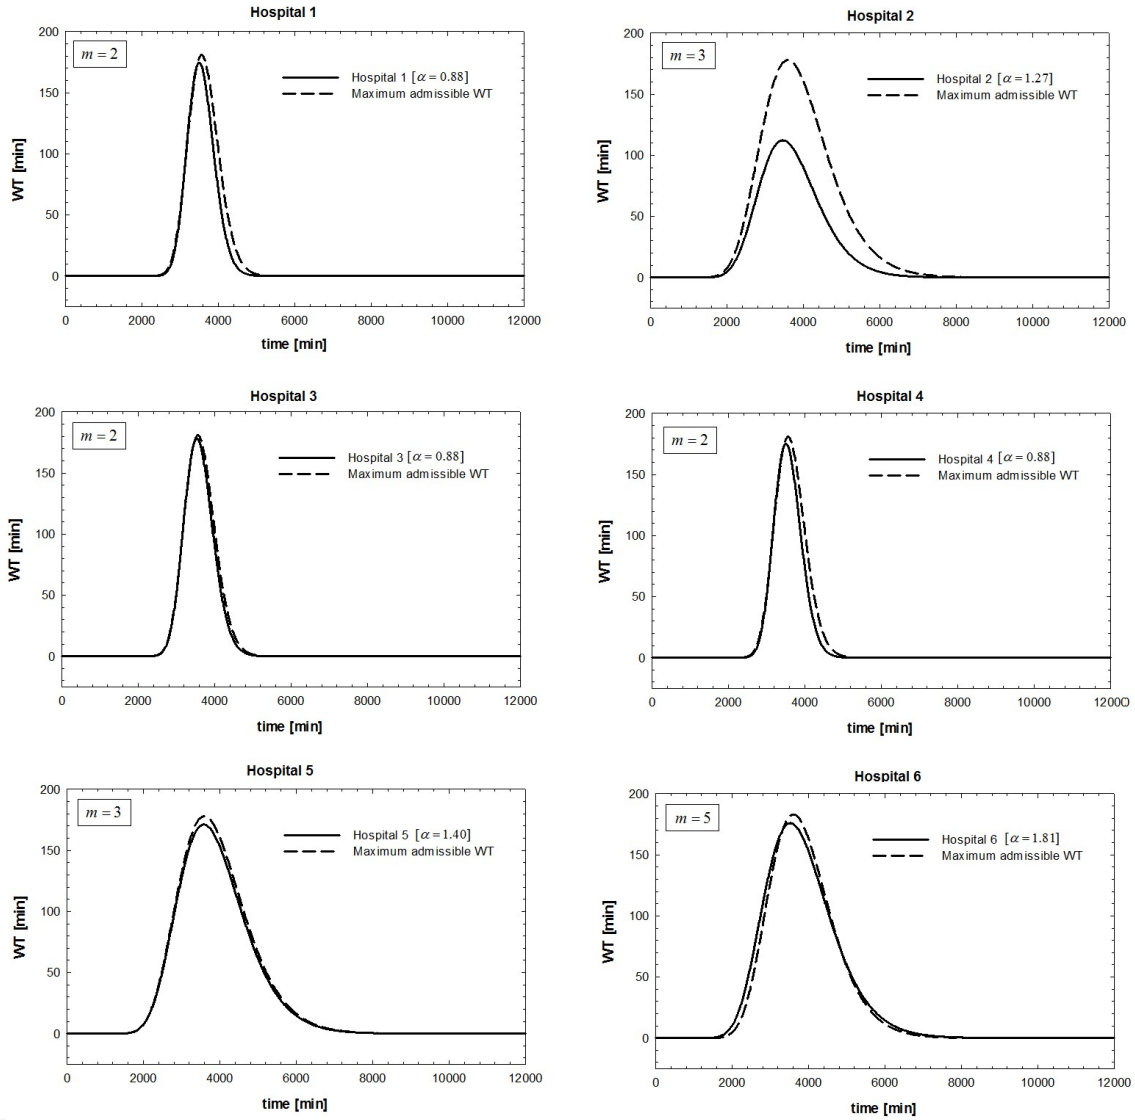 Hospital 1
m = 2
Hospital 1 [α=0.88]
Maximum admissible WT
WT [min]
200
150
100
50
0
0 2000 4000 6000 8000 10000 12000
time [min]
Hospital 2
m = 3
Hospital 2 [α=1.27]
Maximum admissible WT
WT [min]
200
150
100
50
0
0 2000 4000 6000 8000 10000 12000
time [min]
Hospital 3
m = 2
Hospital 3 [α=0.88]
Maximum admissible WT
WT [min]
200
150
100
50
0
0 2000 4000 6000 8000 10000 12000
time [min]
Hospital 4
m = 2
Hospital 4 [α=0.88]
Maximum admissible WT
WT [min]
200
150
100
50
0
0 2000 4000 6000 8000 10000 12000
time [min]
Hospital 5
m = 3
Hospital 5 [α=1.40]
Maximum admissible WT
WT [min]
200
150
100
50
0
0 2000 4000 6000 8000 10000 12000
time [min]
Hospital 6
m = 5
Hospital 6 [α=1.81]
Maximum admissible WT
WT [min]
200
150
100
50
0
0 2000 4000 6000 8000 10000 12000
time [min]